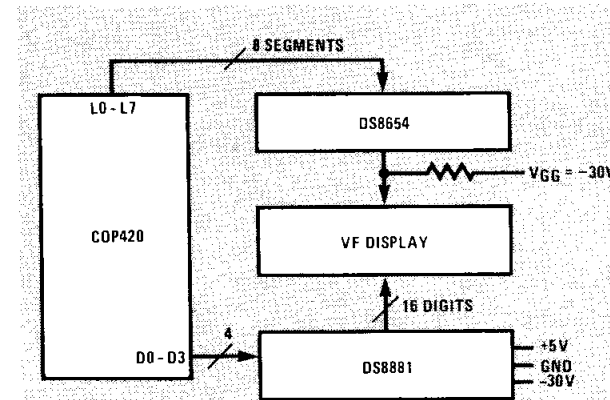 8 SEGMENTS
L0 - L7
DS8654
VGG = -30V
COP420
VF DISPLAY
16 DIGITS
4
D0 - D3
DS8881
+5V
GND
-30V